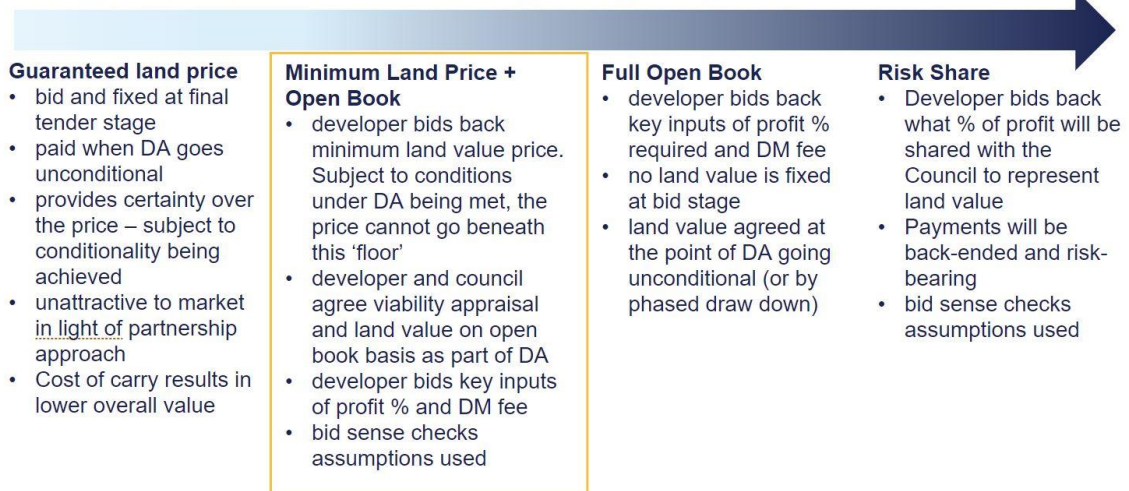 Guaranteed land price
• bid and fixed at final
tender stage
• paid when DA goes
unconditional
• provides certainty over
the price – subject to
conditionality being
achieved
• unattractive to market
in light of partnership
approach
• Cost of carry results in
lower overall value
Minimum Land Price +
Open Book
• developer bids back
minimum land value price.
Subject to conditions
under DA being met, the
price cannot go beneath
this ‘floor’
• developer and council
agree viability appraisal
and land value on open
book basis as part of DA
• developer bids key inputs
of profit % and DM fee
• bid sense checks
assumptions used
Full Open Book
• developer bids back
key inputs of profit %
required and DM fee
• no land value is fixed
at bid stage
• land value agreed at
the point of DA going
unconditional (or by
phased draw down)
Risk Share
• Developer bids back
what % of profit will be
shared with the
Council to represent
land value
• Payments will be
back-ended and risk-
bearing
• bid sense checks
assumptions used